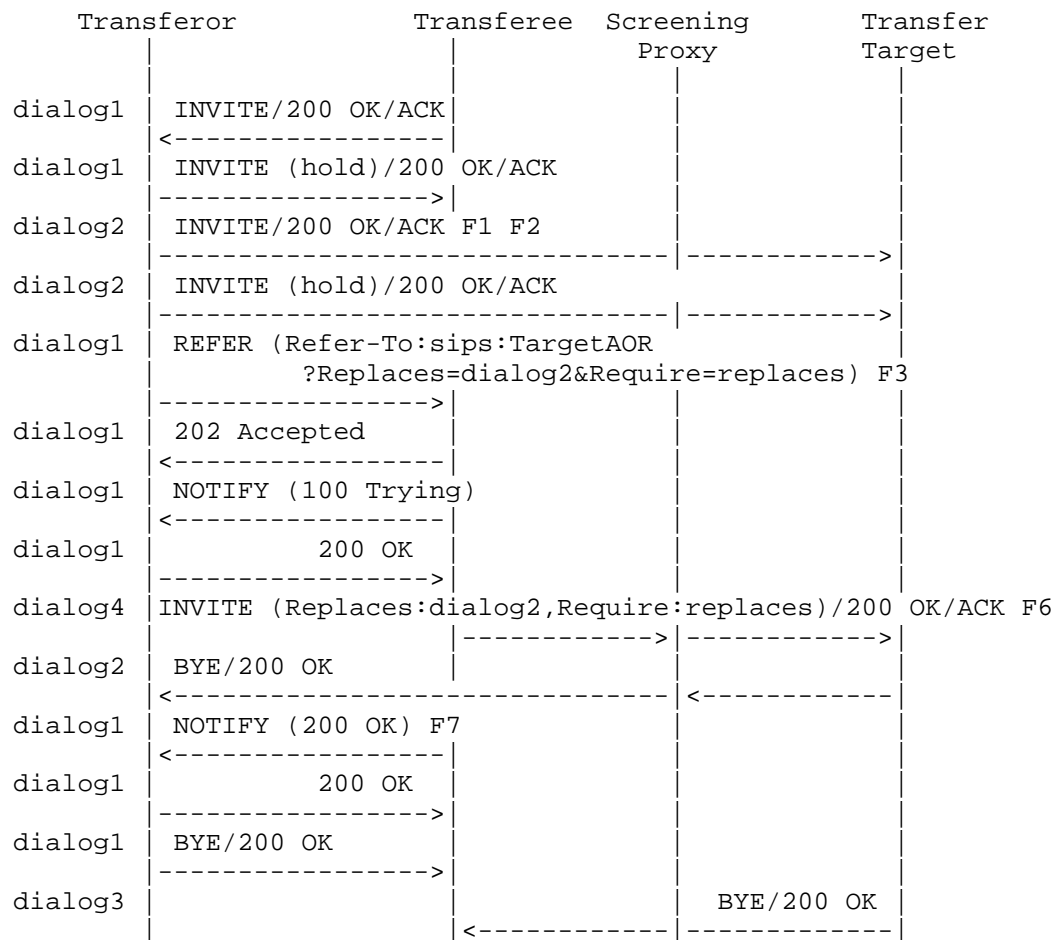 Transferor Transferee Screening Transfer
Proxy Target
dialog1 INVITE/200 OK/ACK
dialog1 INVITE (hold)/200 OK/ACK
dialog2 INVITE/200 OK/ACK F1 F2
dialog2 INVITE (hold)/200 OK/ACK
dialog1 REFER (Refer-To:sips:TargetAOR
?Replaces=dialog2&Require=replaces) F3
dialog1 202 Accepted
dialog1 NOTIFY (100 Trying)
dialog1 200 OK
dialog4 INVITE (Replaces:dialog2,Require:replaces)/200 OK/ACK F6
dialog2 BYE/200 OK
dialog1 NOTIFY (200 OK) F7
dialog1 200 OK
dialog1 BYE/200 OK
dialog3 BYE/200 OK